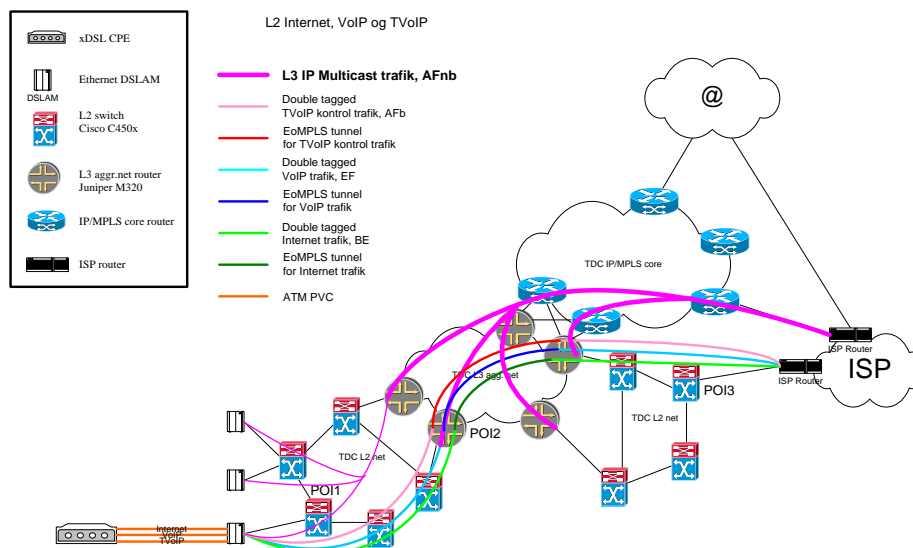 L2 Internet, VoIP og TVoIP
xDSL CPE
Ethernet DSLAM
DSLAM
L2 switch
Cisco C450x
L3 aggr.net router
Juniper M320
IP/MPLS core router
ISP router
L3 IP Multicast trafik, AFnb
Double tagged
TVoIP kontrol trafik, AFb
EoMPLS tunnel
for TVoIP kontrol trafik
Double tagged
VoIP trafik, EF
EoMPLS tunnel
for VoIP trafik
Double tagged
Internet trafik, BE
EoMPLS tunnel
for Internet trafik
ATM PVC
@
TDC IP/MPLS core
ISP Router
ISP
ISP Router
TDC L3 aggr.net
POI3
POI2
TDC L2 net
TDC L2 net
POI1
Internet
VoIP
TVoIP